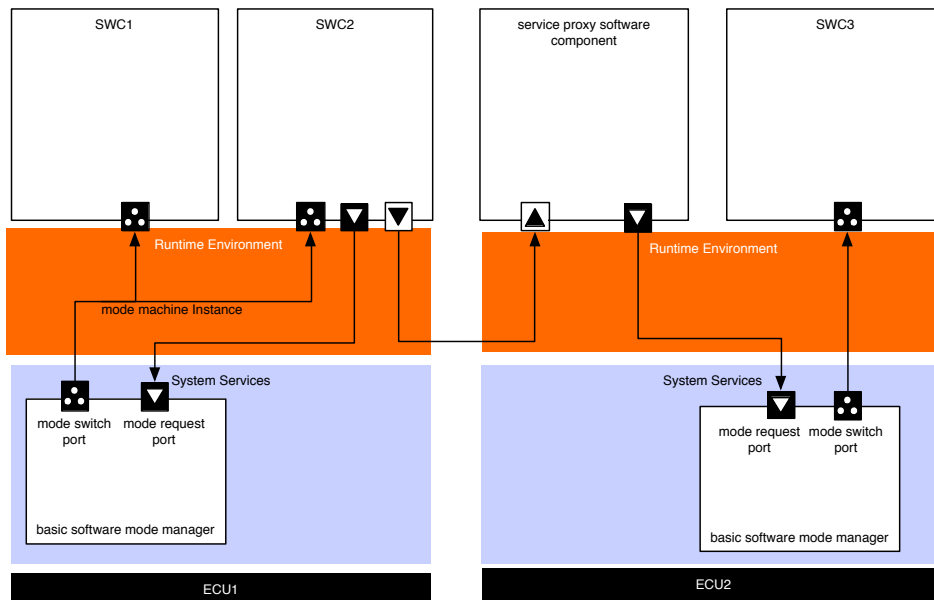 SWC1
SWC2
service proxy software
component
SWC3
Runtime Environment
Runtime Environment
mode machine Instance
System Services
System Services
mode switch
port
mode request
port
mode request
port
mode switch
port
basic software mode manager
basic software mode manager
ECU1
ECU2